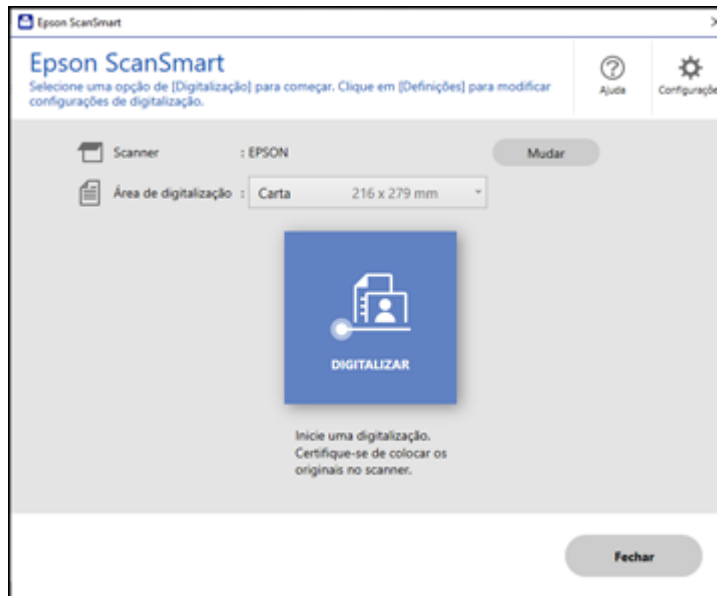 Epson ScanSmart
Epson ScanSmart
Selecione uma opção de [Digitalização] para começar. Clique em [Definições] para modificar
configurações de digitalização.
Ajuda
Scanner : EPSON
Mudar
Área de digitalização : Carta 216 x 279 mm
DIGITALIZAR
Inicie uma digitalização.
Certifique-se de colocar os
originais no scanner.
Fechar